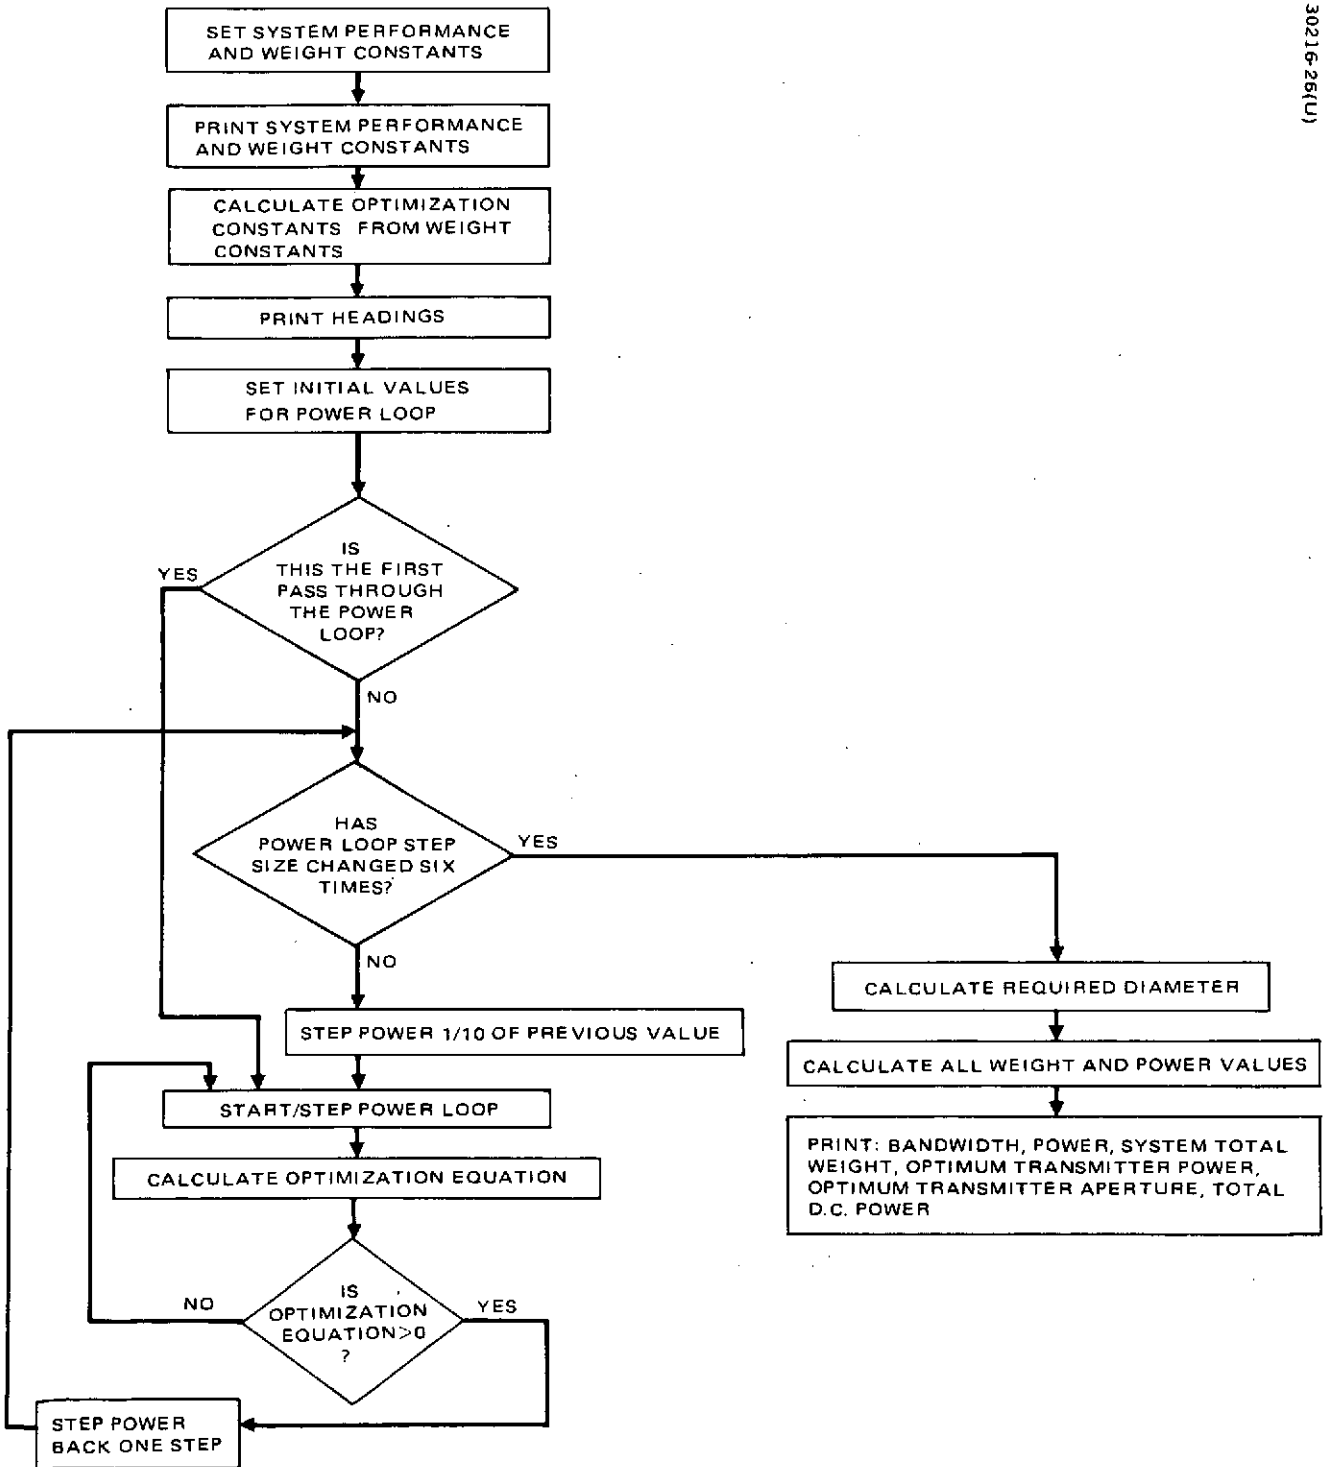 30216-26(U)
SET SYSTEM PERFORMANCE
AND WEIGHT CONSTANTS
PRINT SYSTEM PERFORMANCE
AND WEIGHT CONSTANTS
CALCULATE OPTIMIZATION
CONSTANTS FROM WEIGHT
CONSTANTS
PRINT HEADINGS
SET INITIAL VALUES
FOR POWER LOOP
IS
THIS THE FIRST
PASS THROUGH
THE POWER
LOOP?
YES
NO
HAS
POWER LOOP STEP
SIZE CHANGED SIX
TIMES?
YES
NO
STEP POWER 1/10 OF PREVIOUS VALUE
START/STEP POWER LOOP
CALCULATE OPTIMIZATION EQUATION
IS
OPTIMIZATION
EQUATION>0
?
NO
YES
STEP POWER
BACK ONE STEP
CALCULATE REQUIRED DIAMETER
CALCULATE ALL WEIGHT AND POWER VALUES
PRINT: BANDWIDTH, POWER, SYSTEM TOTAL
WEIGHT, OPTIMUM TRANSMITTER POWER,
OPTIMUM TRANSMITTER APERTURE, TOTAL
D.C. POWER